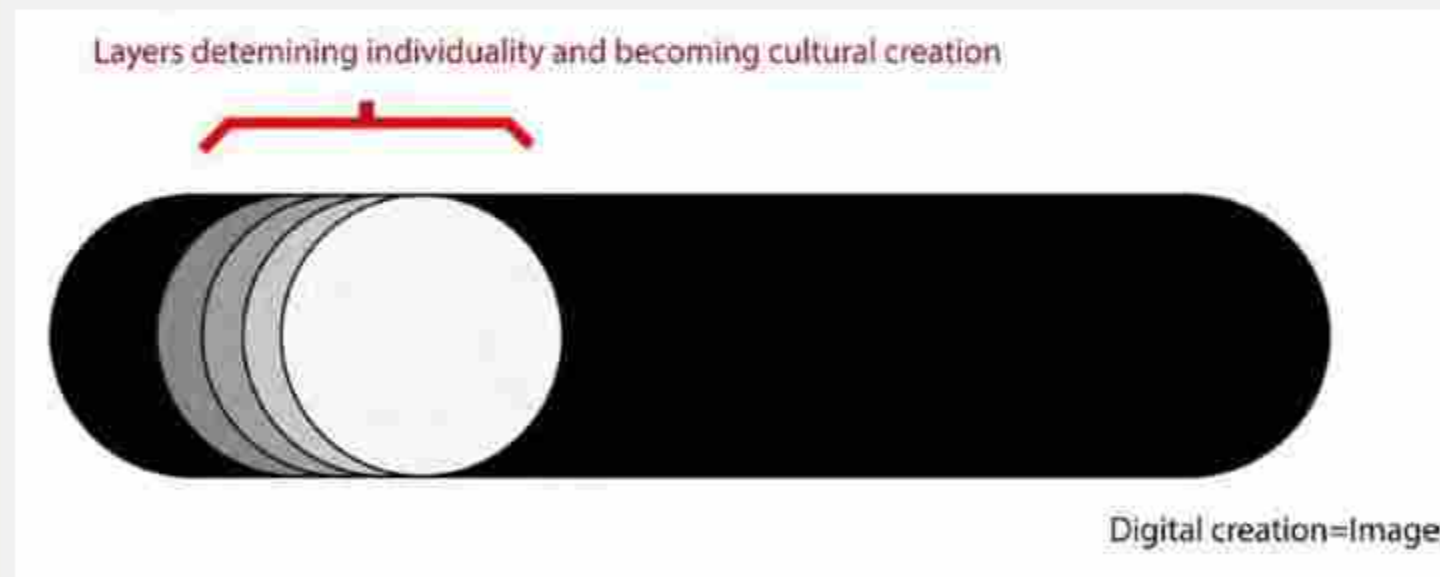 Layers detemining individuality and becoming cultural creation
Digital creation=Image